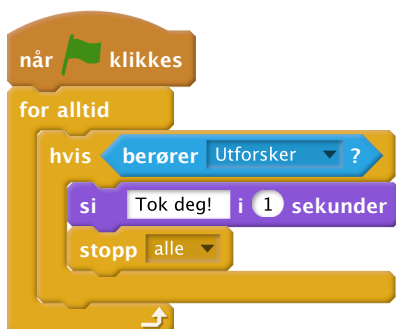 når klikkes
for alltid
hvis berører Utforsker ?
si Tok deg! i 1 sekunder
stopp alle